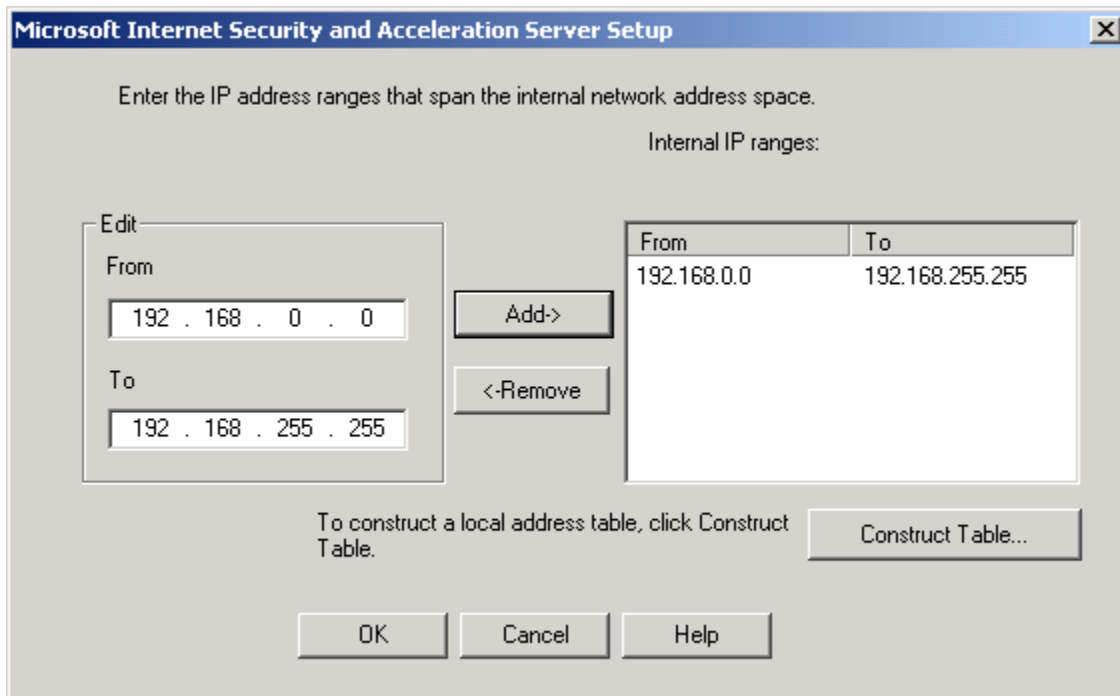 Microsoft Internet Security and Acceleration Server Setup
Enter the IP address ranges that span the internal network address space.
Internal IP ranges:
Edit
From
192 . 168 . 0 . 0
To
192 . 168 . 255 . 255
Add->
<-Remove
From To
192.168.0.0 192.168.255.255
To construct a local address table, click Construct
Table.
Construct Table...
OK Cancel Help